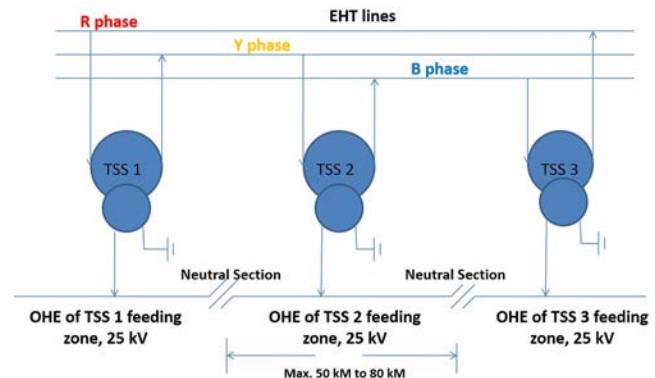 R phase
EHT lines
Y phase
B phase
TSS 1
TSS 2
TSS 3
Neutral Section
Neutral Section
OHE of TSS 1 feeding
zone, 25 kV
OHE of TSS 2 feeding
zone, 25 kV
OHE of TSS 3 feeding
zone, 25 kV
Max. 50 kM to 80 kM